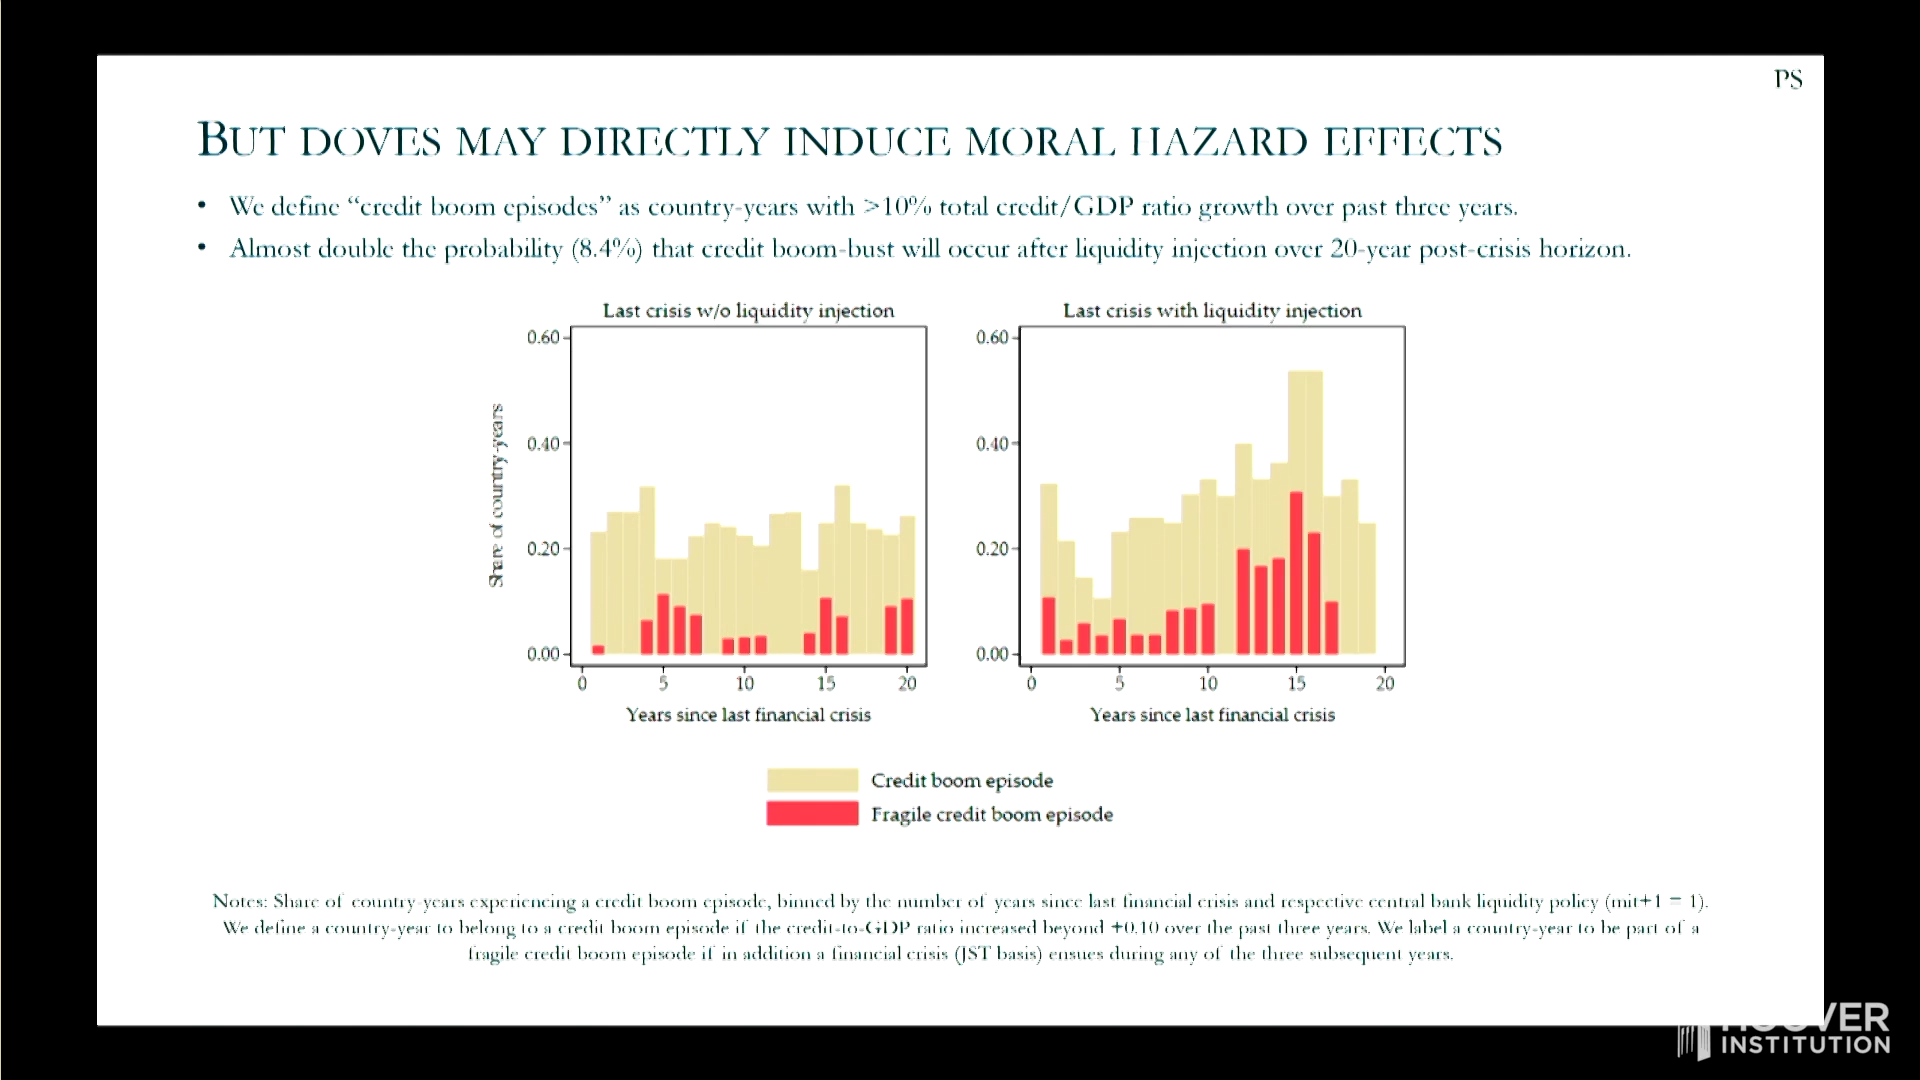 PS
BUT DOVES MAY DIRECTLY INDUCE MORAL HAZARD EFFECTS
• We define “credit boom episodes” as country-years with >10% total credit/GDP ratio growth over past three years.
• Almost double the probability (8.4%) that credit boom-bust will occur after liquidity injection over 20-year post-crisis horizon.
Last crisis w/o liquidity injection
Last crisis with liquidity injection
Share of country-years
0.60
0.40
0.20
0.00
0 5 10 15 20
Years since last financial crisis
0.60
0.40
0.20
0.00
0 5 10 15 20
Years since last financial crisis
Credit boom episode
Fragile credit boom episode
Notes: Share of country-years experiencing a credit boom episode, binned by the number of years since last financial crisis and respective central bank liquidity policy (mit+1 = 1).
We define a country-year to belong to a credit boom episode if the credit-to-GDP ratio increased beyond +0.10 over the past three years. We label a country-year to be part of a
fragile credit boom episode if in addition a financial crisis (JST basis) ensues during any of the three subsequent years.
HOOVER
INSTITUTION